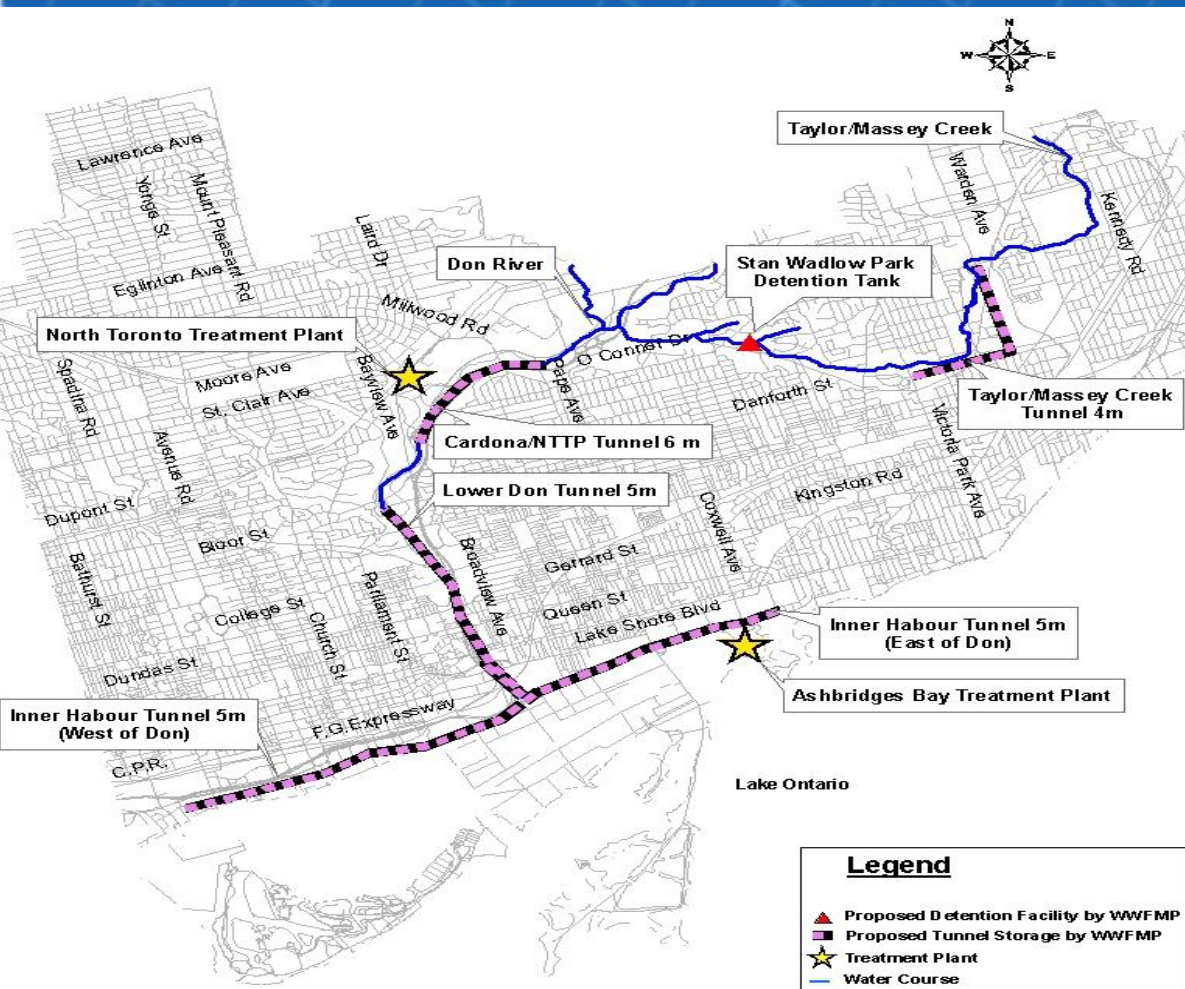 N
W E
S
Taylor/Massey Creek
Lawrence Ave
Yonge St
Mount Pleasant Rd
Warden Ave
Kennedy Rd
Laird Dr
Don River
Stan Wadlow Park
Detention Tank
Eglinton Ave
Millwood Rd
North Toronto Treatment Plant
O Connor Dr
Spadina Rd
Moore Ave
Bayview Ave
Pape Ave
St. Clair Ave
Danforth St
Taylor/Massey Creek
Tunnel 4m
Avenue Rd
Cardona/NTTP Tunnel 6 m
Victoria Park Ave
Lower Don Tunnel 5m
Kingston Rd
Dupont St
Coxwell Ave
Bloor St
Bathurst St
Broadview Ave
Gerrard St
Parliament St
College St
Church St
Queen St
Lake Shore Blvd
Inner Habour Tunnel 5m
(East of Don)
Dundas St
Ashbridges Bay Treatment Plant
Inner Habour Tunnel 5m
(West of Don)
F.G.Expressway
C.P.R.
Lake Ontario
Legend
Proposed Detention Facility by WWFMP
Proposed Tunnel Storage by WWFMP
Treatment Plant
Water Course